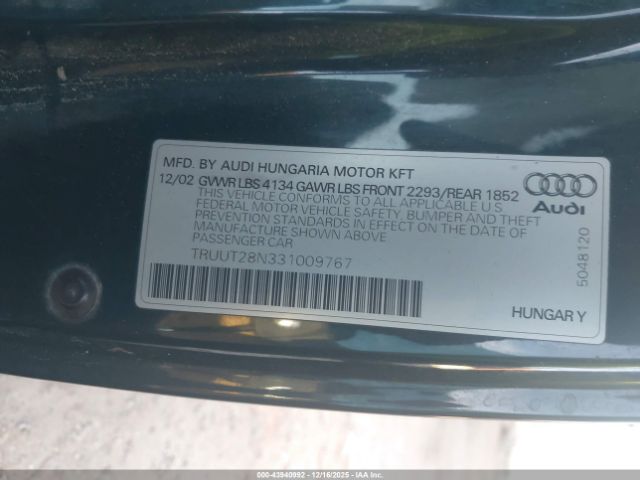 MFD. BY AUDI HUNGARIA MOTOR KFT
12/02 GVWR LBS 4134 GAWR LBS FRONT 2293/REAR 1852
THIS VEHICLE CONFORMS TO ALL APPLICABLE U.S
FEDERAL MOTOR VEHICLE SAFETY, BUMPER AND THEFT
PREVENTION STANDARDS IN EFFECT ON THE DATE OF
MANUFACTURE SHOWN ABOVE
PASSENGER CAR
TRUUT28N331009767
Audi
5048120
HUNGARY
000-43940992 - 12/16/2025 - IAAI.COM